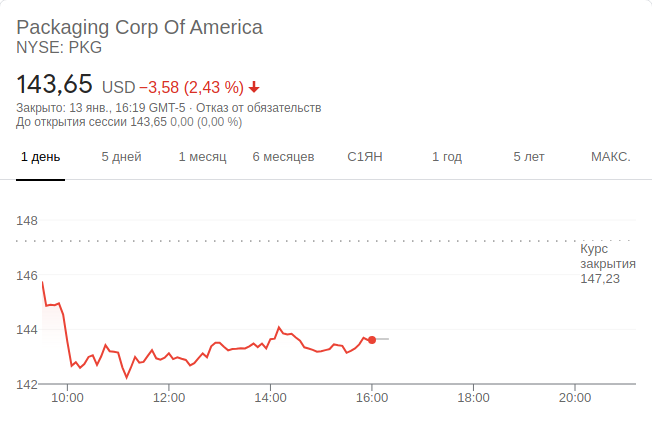 Packaging Corp Of America
NYSE: PKG
143,65 USD −3,58 (2,43 %)
Закрыто: 13 янв., 16:19 GMT-5 · Отказ от обязательств
До открытия сессии 143,65 0,00 (0,00 %)
1 день 5 дней 1 месяц 6 месяцев С1ЯН 1 год 5 лет МАКС.
148
Курс
закрытия
147,23
146
144
142
10:00 12:00 14:00 16:00 18:00 20:00